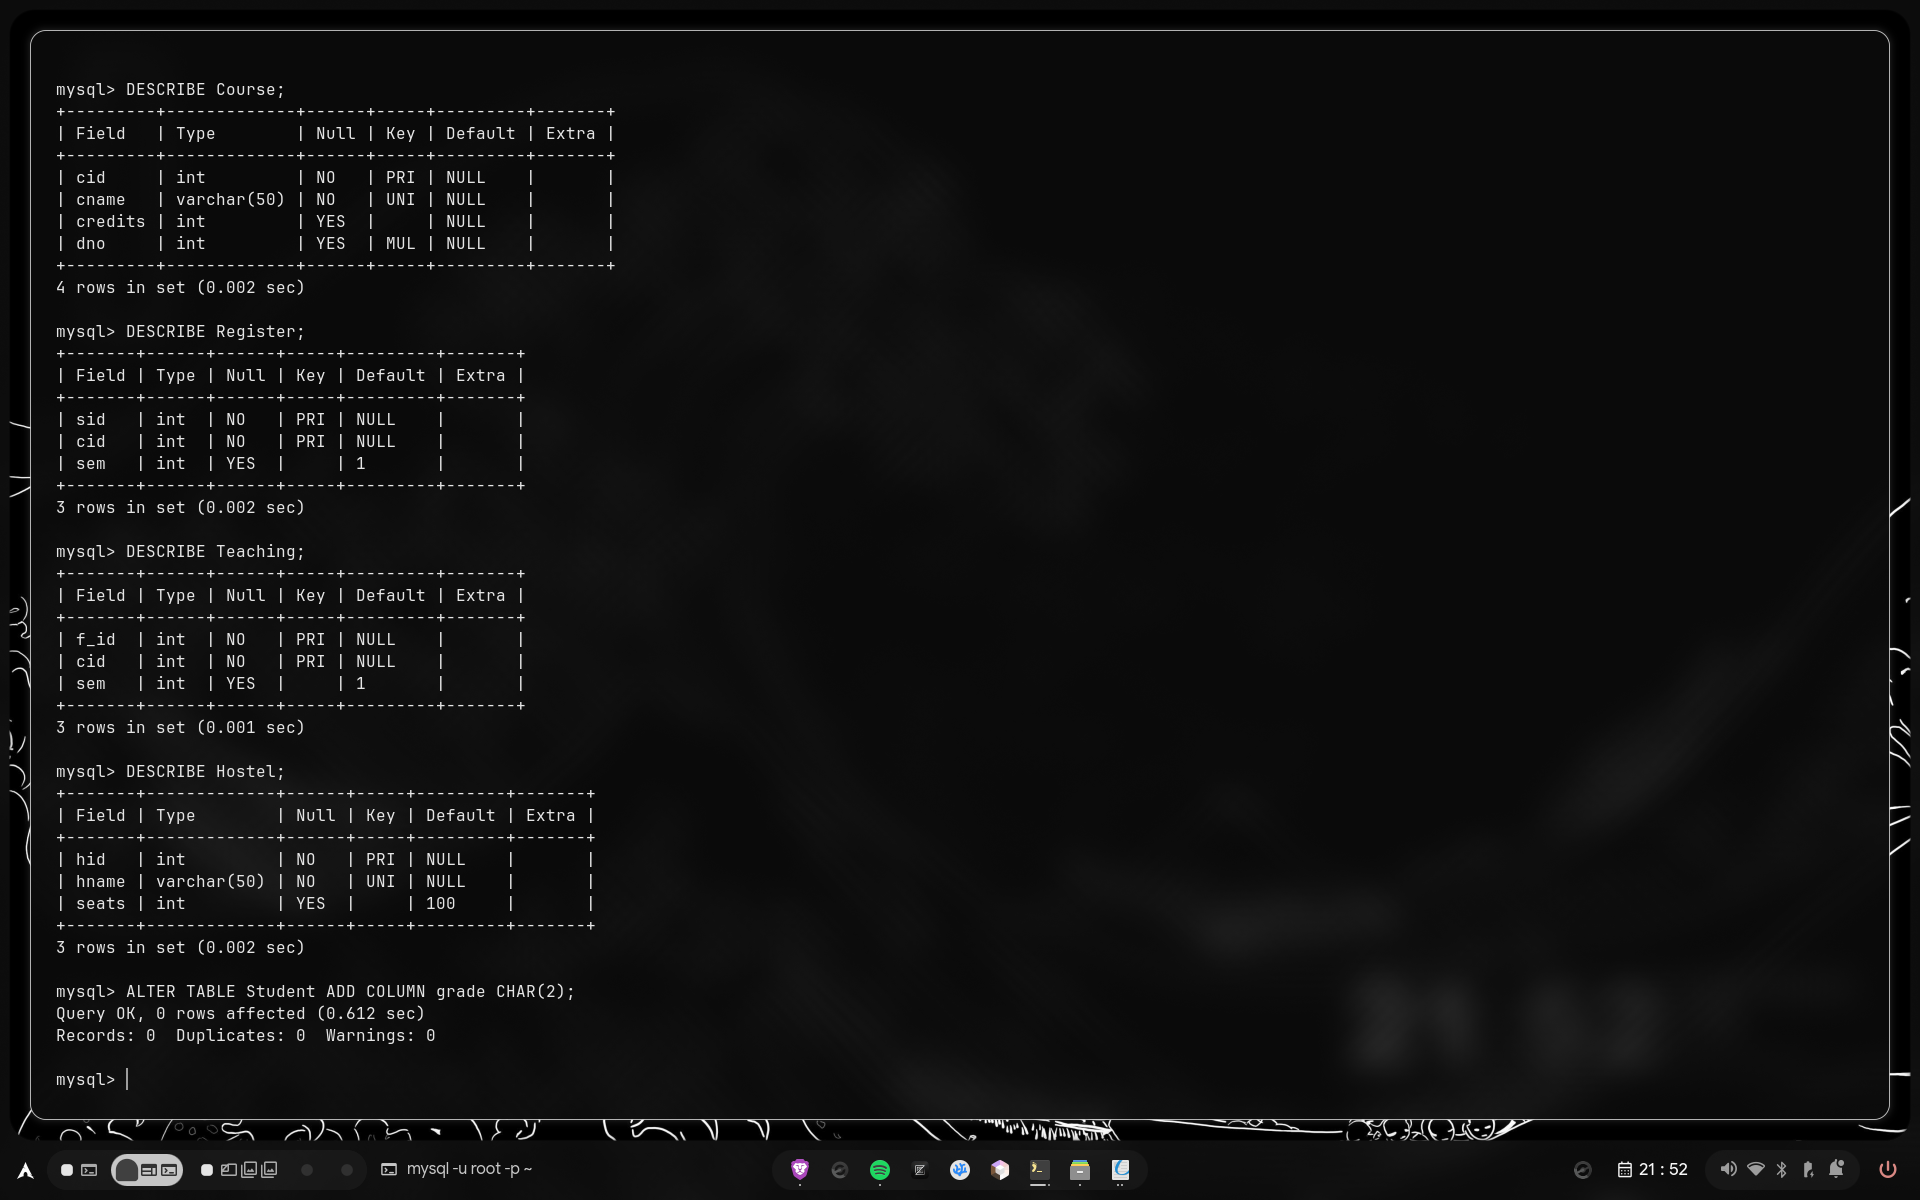 mysql> DESCRIBE Course;
+---------+-------------+------+-----+---------+-------+
| Field   | Type        | Null | Key | Default | Extra |
+---------+-------------+------+-----+---------+-------+
| cid     | int         | NO   | PRI | NULL    |       |
| cname   | varchar(50) | NO   | UNI | NULL    |       |
| credits | int         | YES  |     | NULL    |       |
| dno     | int         | YES  | MUL | NULL    |       |
+---------+-------------+------+-----+---------+-------+
4 rows in set (0.002 sec)

mysql> DESCRIBE Register;
+-------+------+------+-----+---------+-------+
| Field | Type | Null | Key | Default | Extra |
+-------+------+------+-----+---------+-------+
| sid   | int  | NO   | PRI | NULL    |       |
| cid   | int  | NO   | PRI | NULL    |       |
| sem   | int  | YES  |     | 1       |       |
+-------+------+------+-----+---------+-------+
3 rows in set (0.002 sec)

mysql> DESCRIBE Teaching;
+-------+------+------+-----+---------+-------+
| Field | Type | Null | Key | Default | Extra |
+-------+------+------+-----+---------+-------+
| f_id  | int  | NO   | PRI | NULL    |       |
| cid   | int  | NO   | PRI | NULL    |       |
| sem   | int  | YES  |     | 1       |       |
+-------+------+------+-----+---------+-------+
3 rows in set (0.001 sec)

mysql> DESCRIBE Hostel;
+-------+-------------+------+-----+---------+-------+
| Field | Type        | Null | Key | Default | Extra |
+-------+-------------+------+-----+---------+-------+
| hid   | int         | NO   | PRI | NULL    |       |
| hname | varchar(50) | NO   | UNI | NULL    |       |
| seats | int         | YES  |     | 100     |       |
+-------+-------------+------+-----+---------+-------+
3 rows in set (0.002 sec)

mysql> ALTER TABLE Student ADD COLUMN grade CHAR(2);
Query OK, 0 rows affected (0.612 sec)
Records: 0  Duplicates: 0  Warnings: 0

mysql>
21 52
mysql -u root -p ~
21 : 52